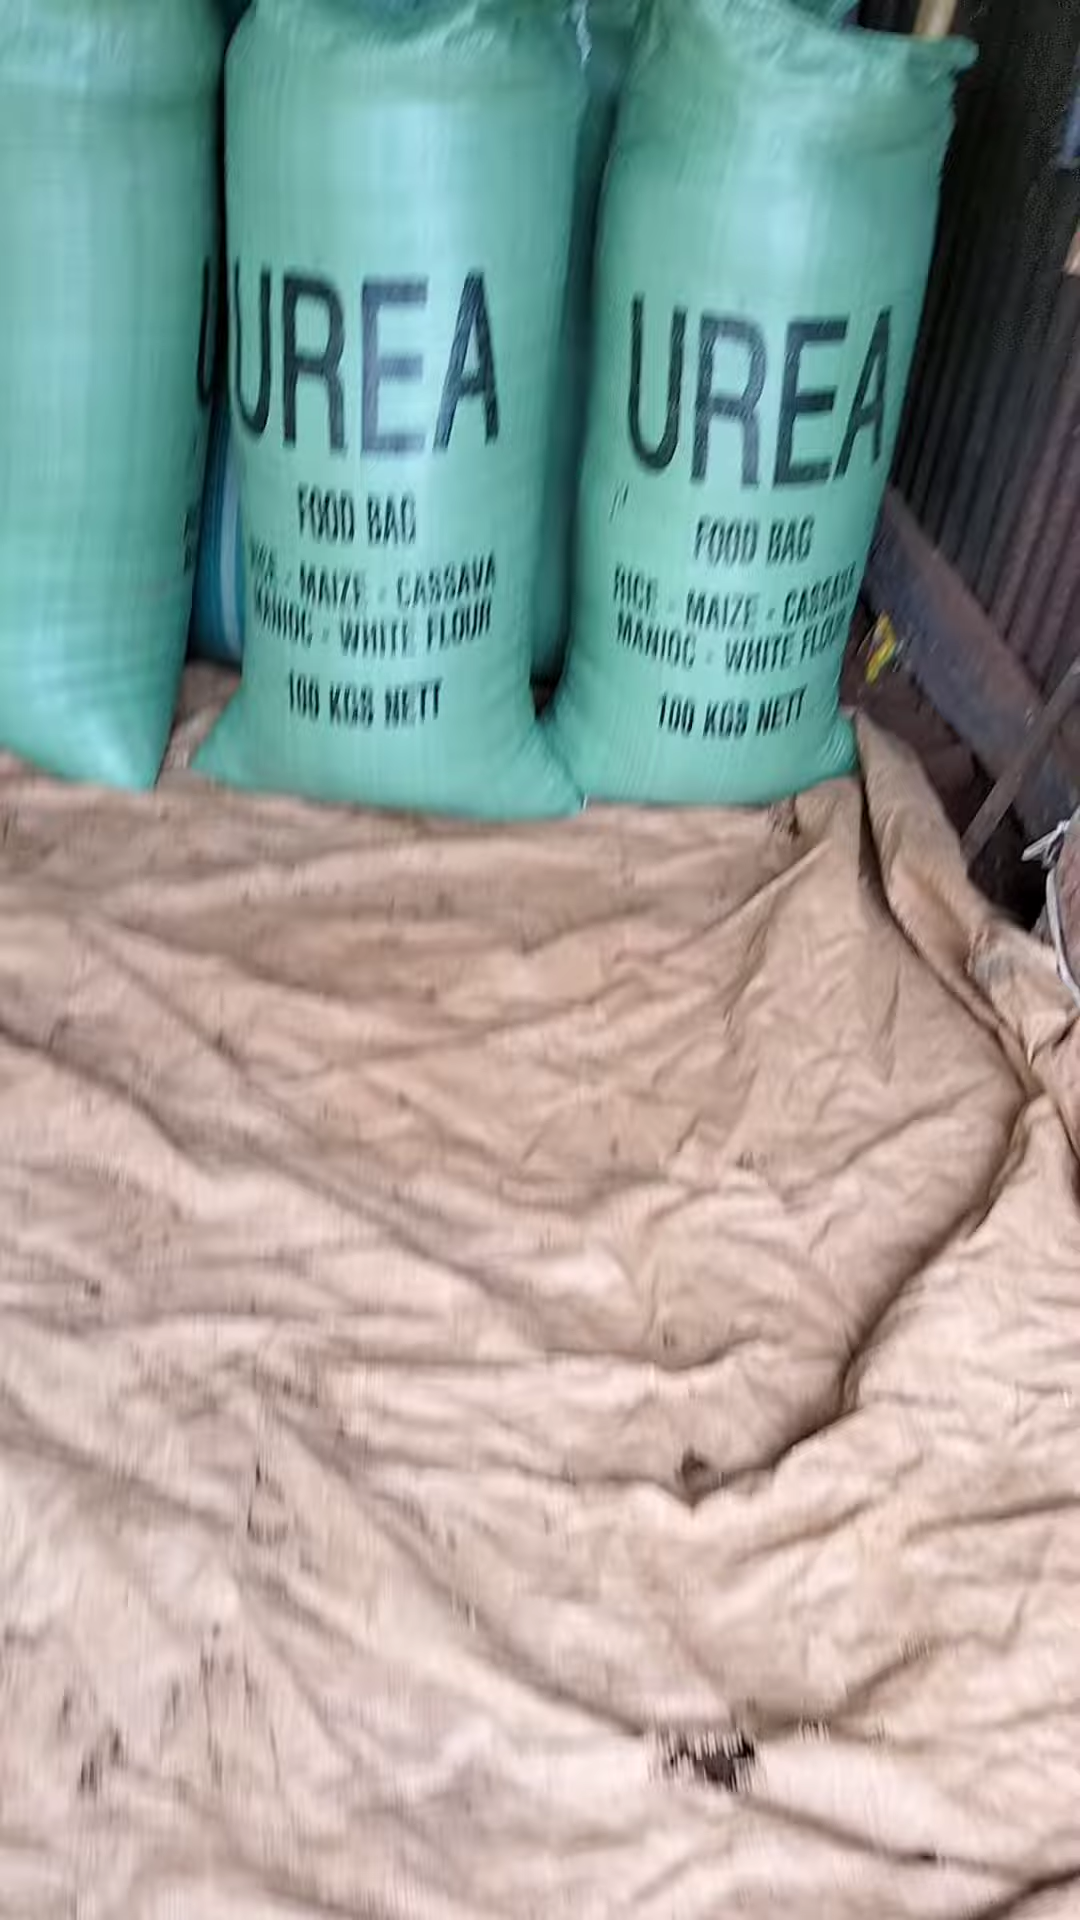 UREA
FOOD BAG
RICE - MAIZE - CASSAVA
MANIOC - WHITE FLOUR
100 KGS NETT
UREA
FOOD BAG
RICE - MAIZE - CASSAVA
MANIOC - WHITE FLOUR
100 KGS NETT